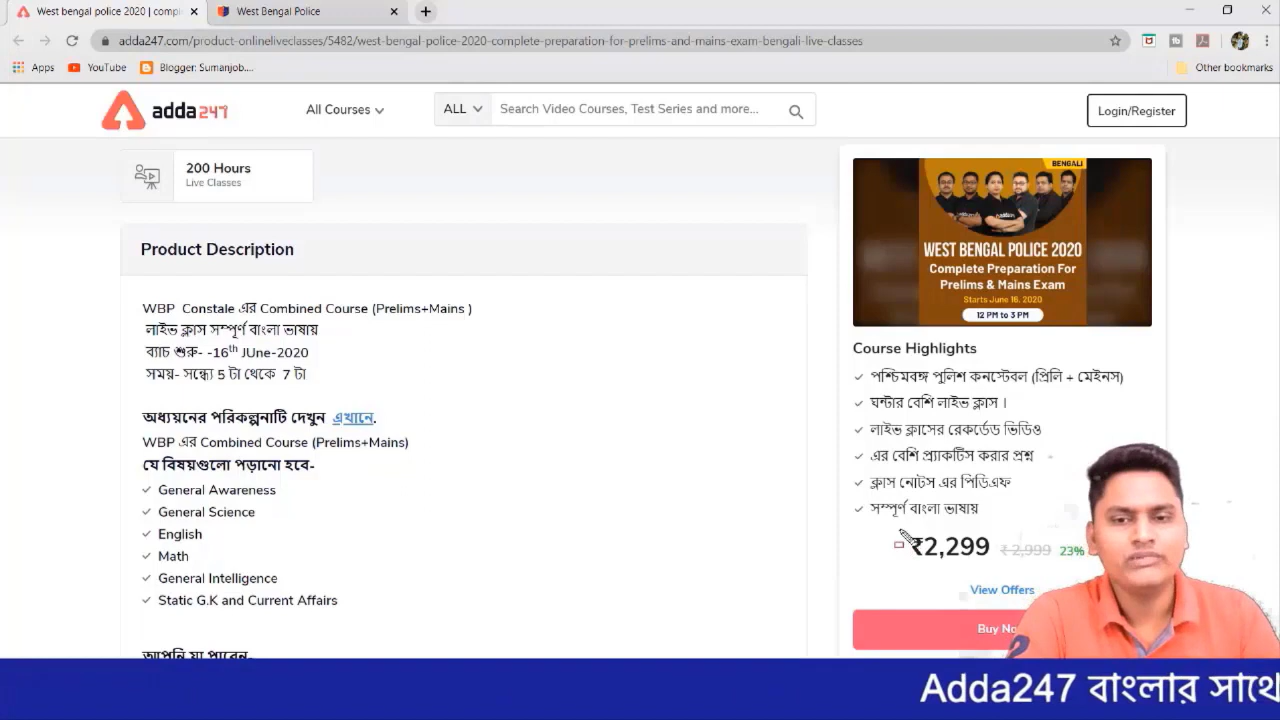 West bengal police 2020 | compl
West Bengal Police
adda247.com/product-onlineliveclasses/5482/west-bengal-police-2020-complete-preparation-for-prelims-and-mains-exam-bengali-live-classes
Apps
YouTube
Blogger: Sumanjob....
Other bookmarks
adda247
All Courses
ALL
Search Video Courses, Test Series and more...
Login/Register
200 Hours
Live Classes
Product Description
WBP Constale এর Combined Course (Prelims+Mains )
লাইভ ক্লাস সম্পূর্ণ বাংলা ভাষায়
ব্যাচ শুরু- -16th JUne-2020
সময়- সন্ধ্যে 5 টা থেকে 7 টা
অধ্যয়নের পরিকল্পনাটি দেখুন এখানে.
WBP এর Combined Course (Prelims+Mains)
যে বিষয়গুলো পড়ানো হবে-
General Awareness
General Science
English
Math
General Intelligence
Static G.K and Current Affairs
আপনি যা পাবেন-
BENGALI
WEST BENGAL POLICE 2020
Complete Preparation For
Prelims & Mains Exam
Starts June 16, 2020
12 PM to 3 PM
Course Highlights
পশ্চিমবঙ্গ পুলিশ কনস্টেবল (প্রিলি + মেইনস)
ঘন্টার বেশি লাইভ ক্লাস।
লাইভ ক্লাসের রেকর্ডেড ভিডিও
এর বেশি প্র্যাকটিস করার প্রশ্ন
ক্লাস নোটস এর পিডিএফ
সম্পূর্ণ বাংলা ভাষায়
₹2,299 ₹ 2,999 23%
View Offers
Buy No
Adda247 বাংলার সাথে